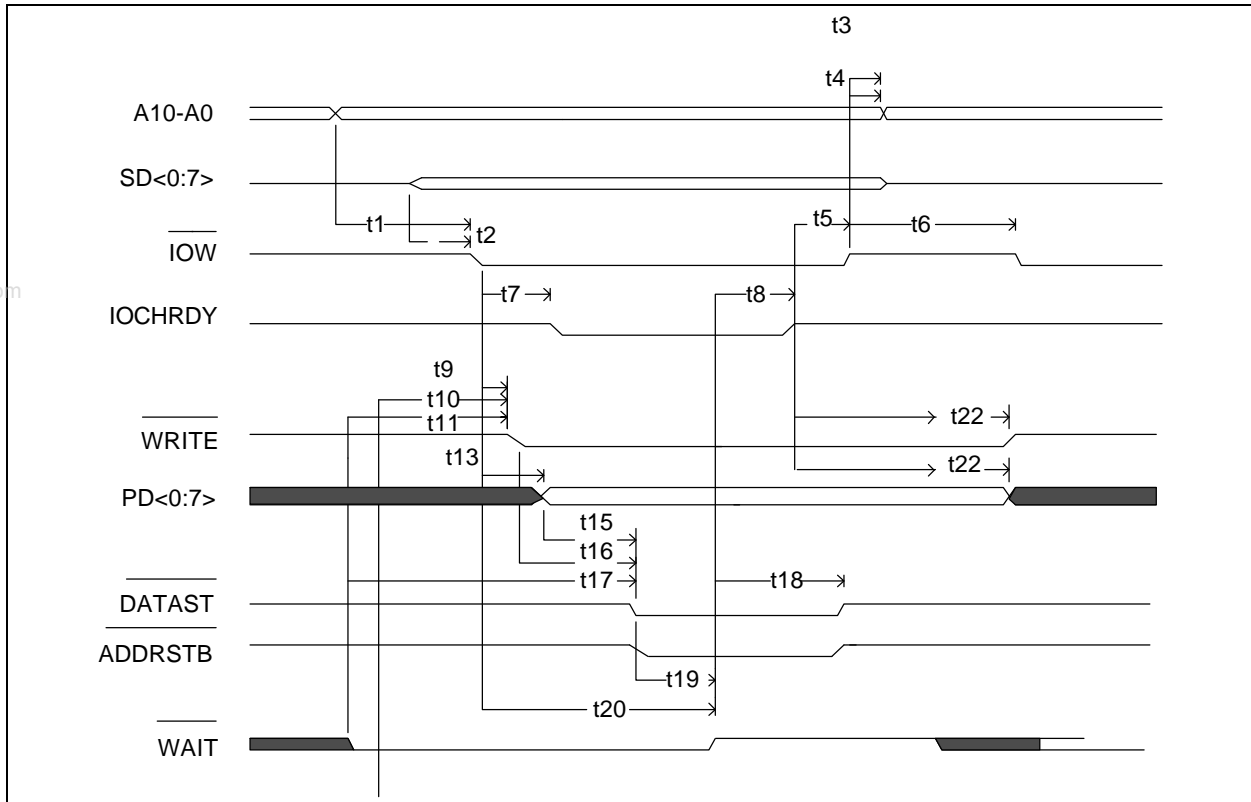 t3
t4
A10-A0
SD<0:7>
t1
t2
t5
t6
IOW
om
t7
t8
IOCHRDY
t9
t10
t11
t22
WRITE
t13
t22
PD<0:7>
t15
t16
t17
t18
DATAST
ADDRSTB
t19
t20
WAIT